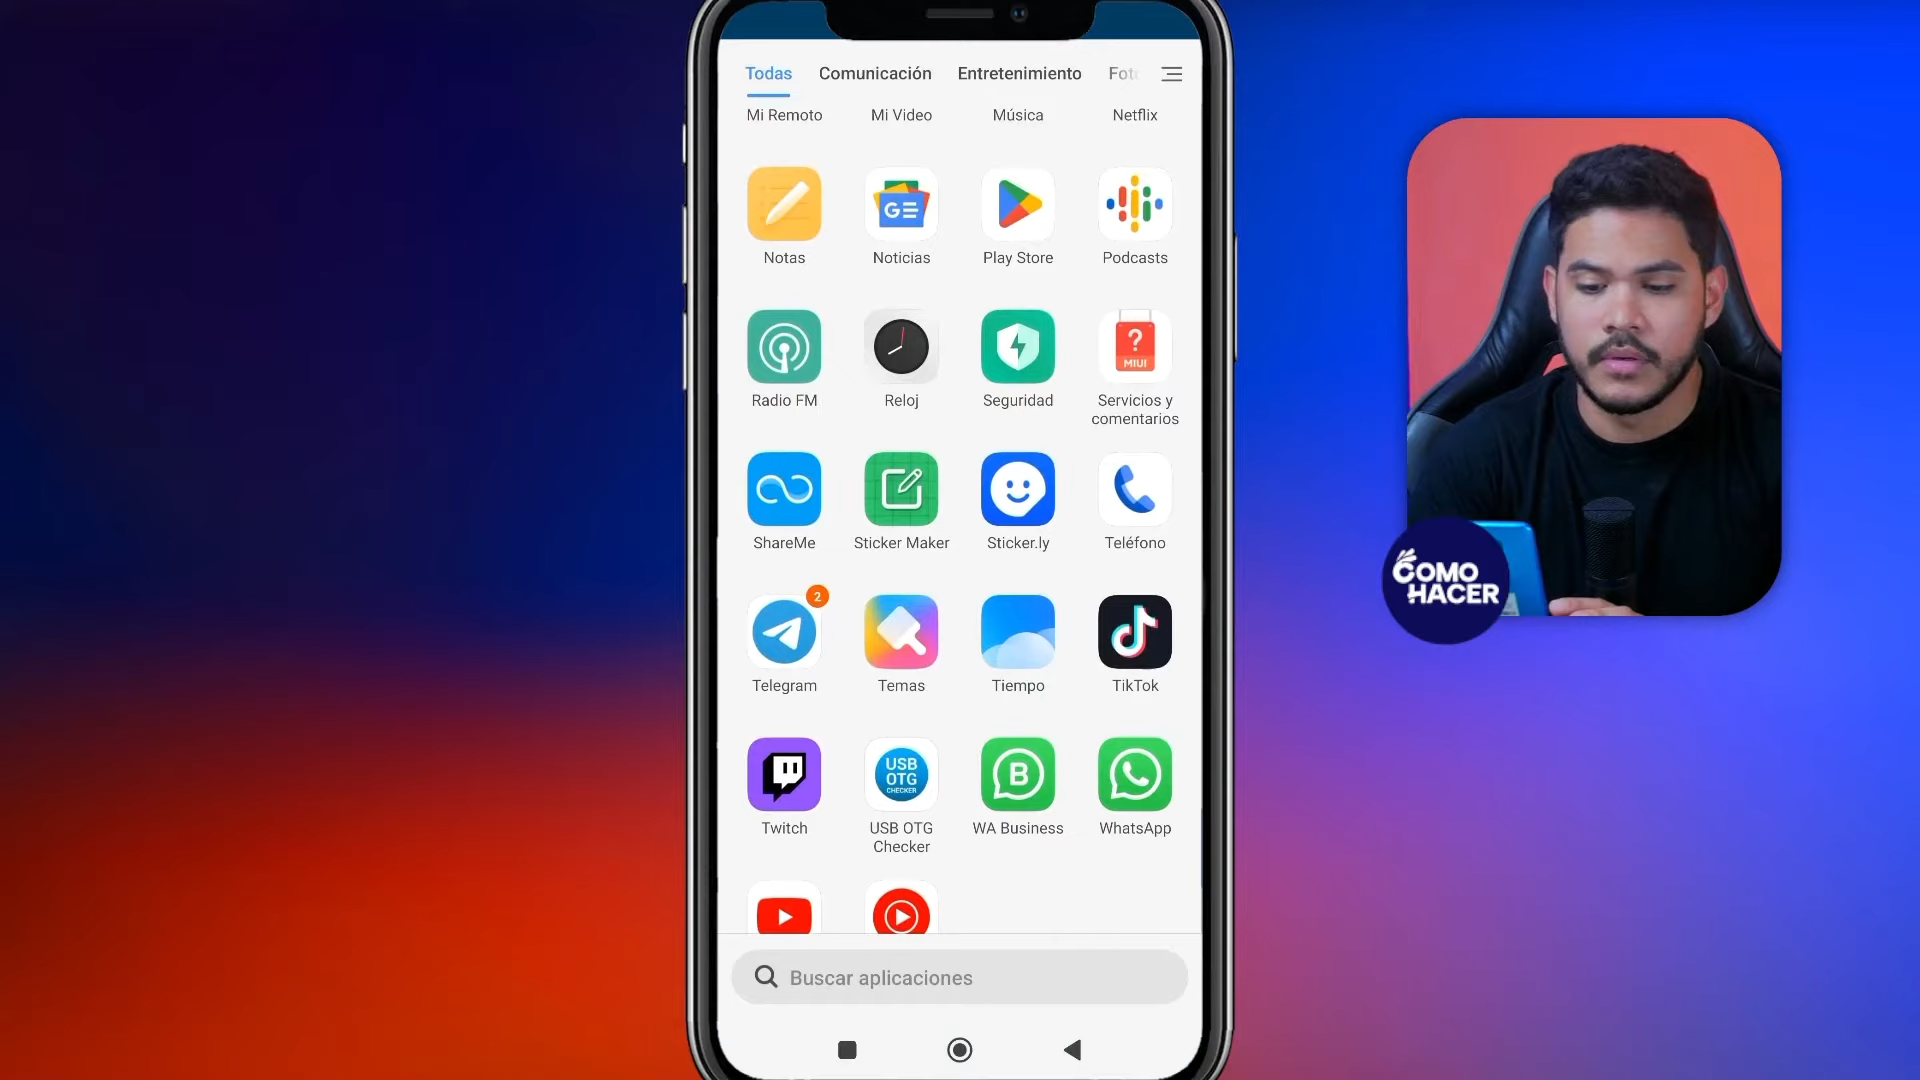 Todas Comunicación Entretenimiento Fot
Mi Remoto Mi Video Música Netflix
GE
Notas Noticias Play Store Podcasts
?
MIUI
Radio FM Reloj Seguridad Servicios y
comentarios
ShareMe Sticker Maker Sticker.ly Teléfono
2
Telegram Temas Tiempo TikTok
USB
OTG
CHECKER
B
Twitch USB OTG
Checker
WA Business WhatsApp
Buscar aplicaciones
COMO
HACER